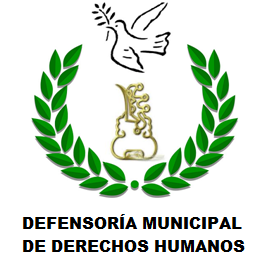 DEFENSORÍA MUNICIPAL
DE DERECHOS HUMANOS